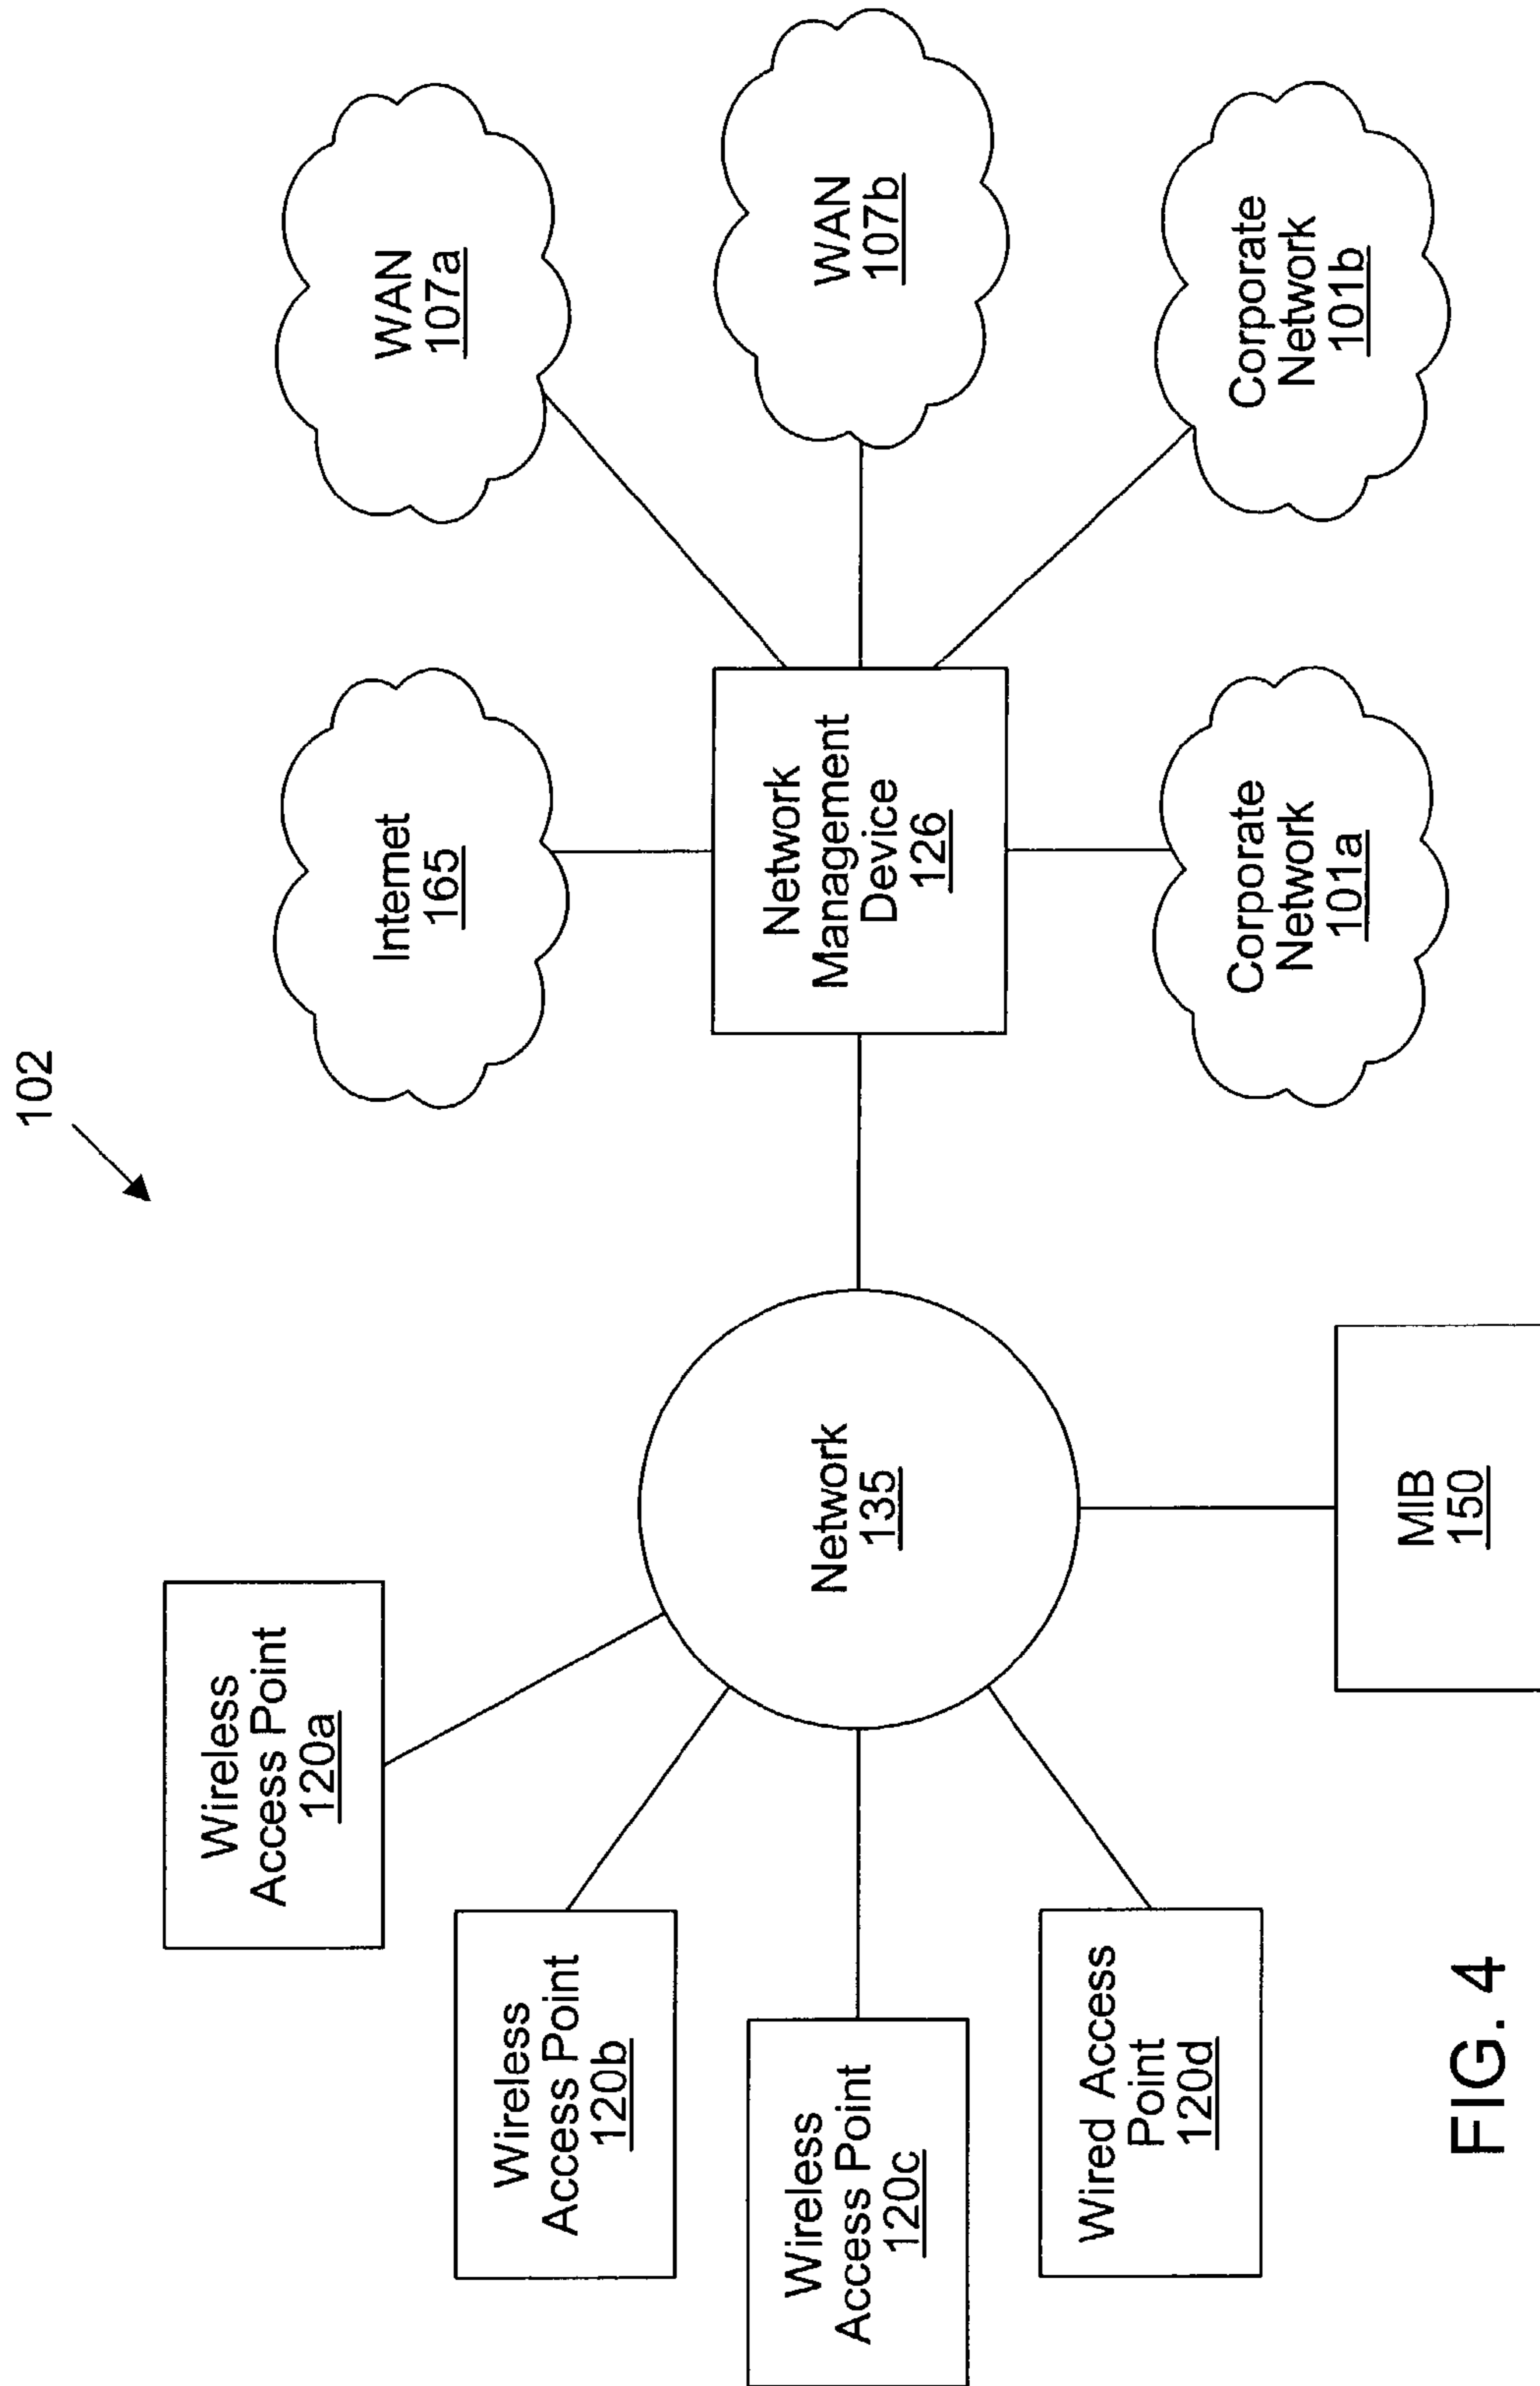 102
Wireless
Access Point
120a
Wireless
Access Point
120b
Wireless
Access Point
120c
Wired Access
Point
120d
Network
135
MIB
150
Network
Management
Device
126
Internet
165
WAN
107a
WAN
107b
Corporate
Network
101a
Corporate
Network
101b
FIG. 4